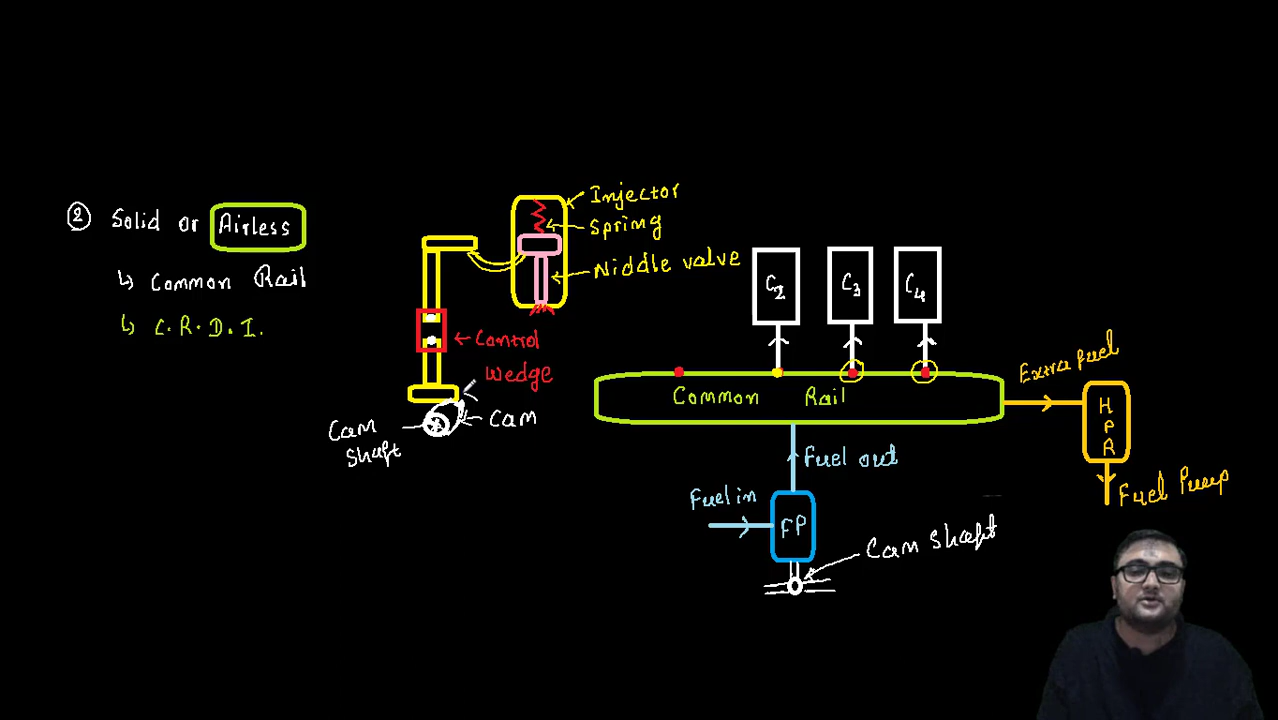 ② Solid or Airless
↳ Common Rail
↳ C.R.D.I.
Injector
Spring
Niddle valve
← Control
Wedge
Cam
Cam
Shaft
C2
C3
C4
Common Rail
Extra fuel
H
P
R
Fuel Pump
Fuel out
Fuel in
FP
Cam Shaft